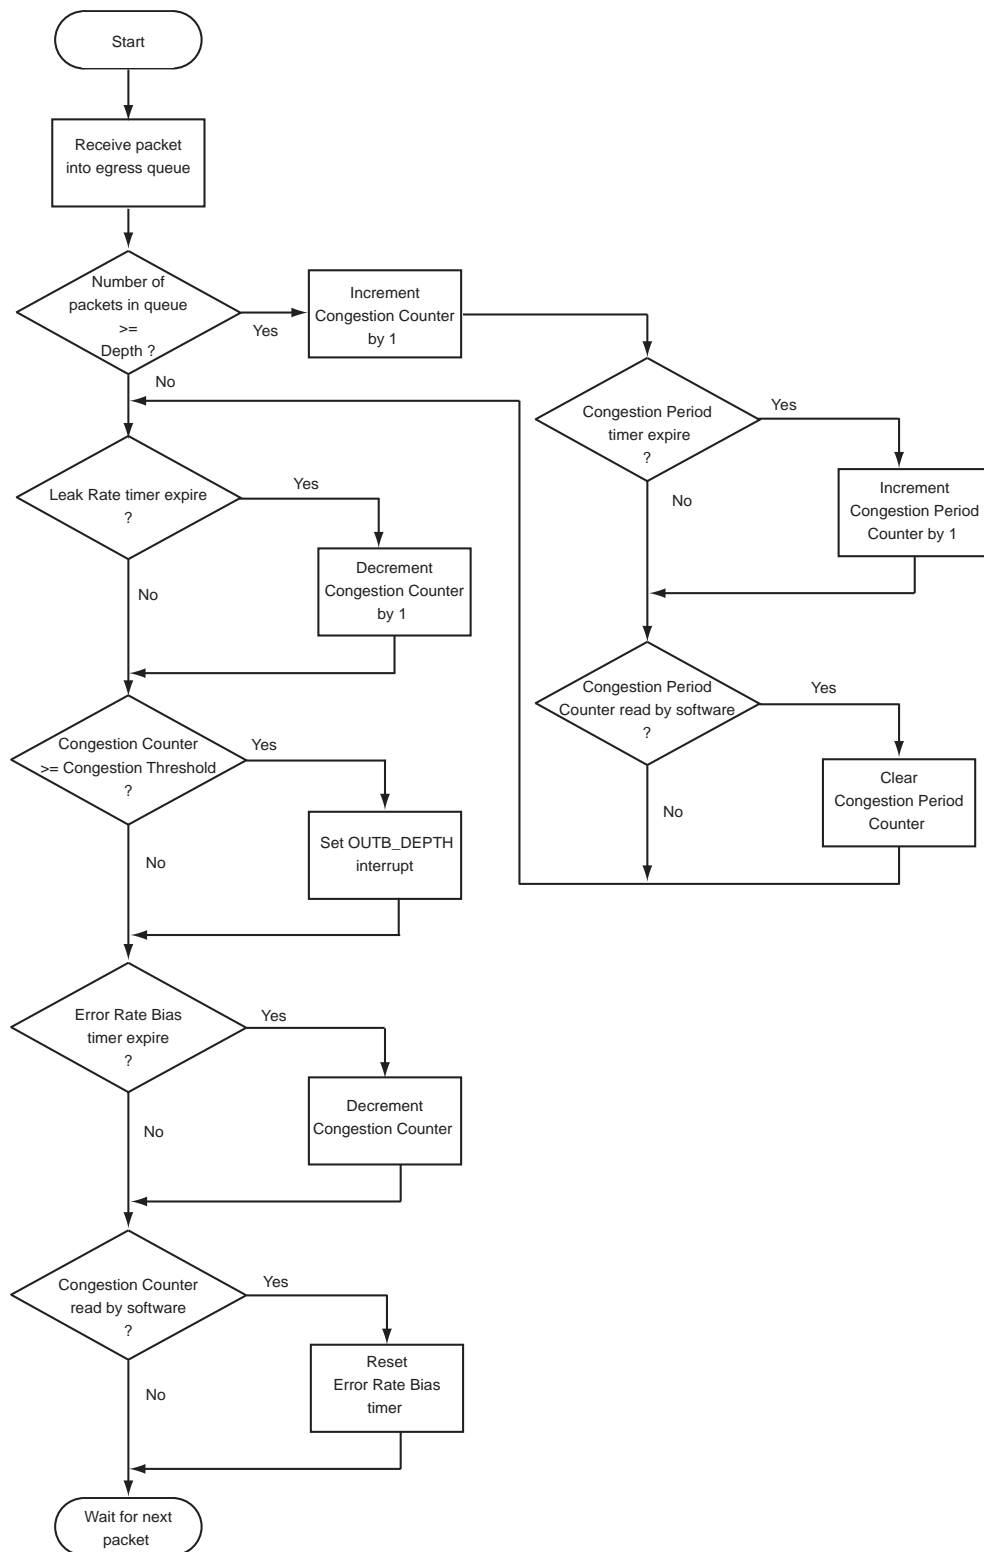 Start
Receive packet
into egress queue
Number of
packets in queue
>=
Depth ?
Yes
No
Increment
Congestion Counter
by 1
Congestion Period
timer expire
?
Yes
No
Increment
Congestion Period
Counter by 1
Congestion Period
Counter read by software
?
Yes
No
Clear
Congestion Period
Counter
Leak Rate timer expire
?
Yes
No
Decrement
Congestion Counter
by 1
Congestion Counter
>= Congestion Threshold
?
Yes
No
Set OUTB_DEPTH
interrupt
Error Rate Bias
timer expire
?
Yes
No
Decrement
Congestion Counter
Congestion Counter
read by software
?
Yes
No
Reset
Error Rate Bias
timer
Wait for next
packet